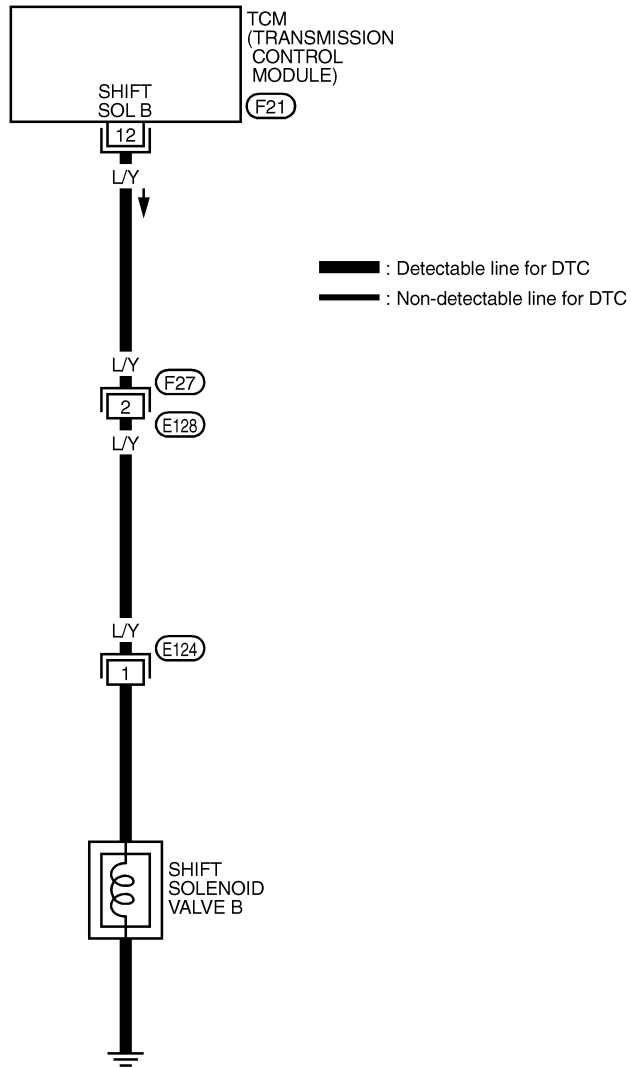 TCM
(TRANSMISSION
CONTROL
MODULE)
SHIFT
SOL B
F21
12
L/Y
: Detectable line for DTC
: Non-detectable line for DTC
L/Y
F27
2
E128
L/Y
L/Y
E124
1
SHIFT
SOLENOID
VALVE B